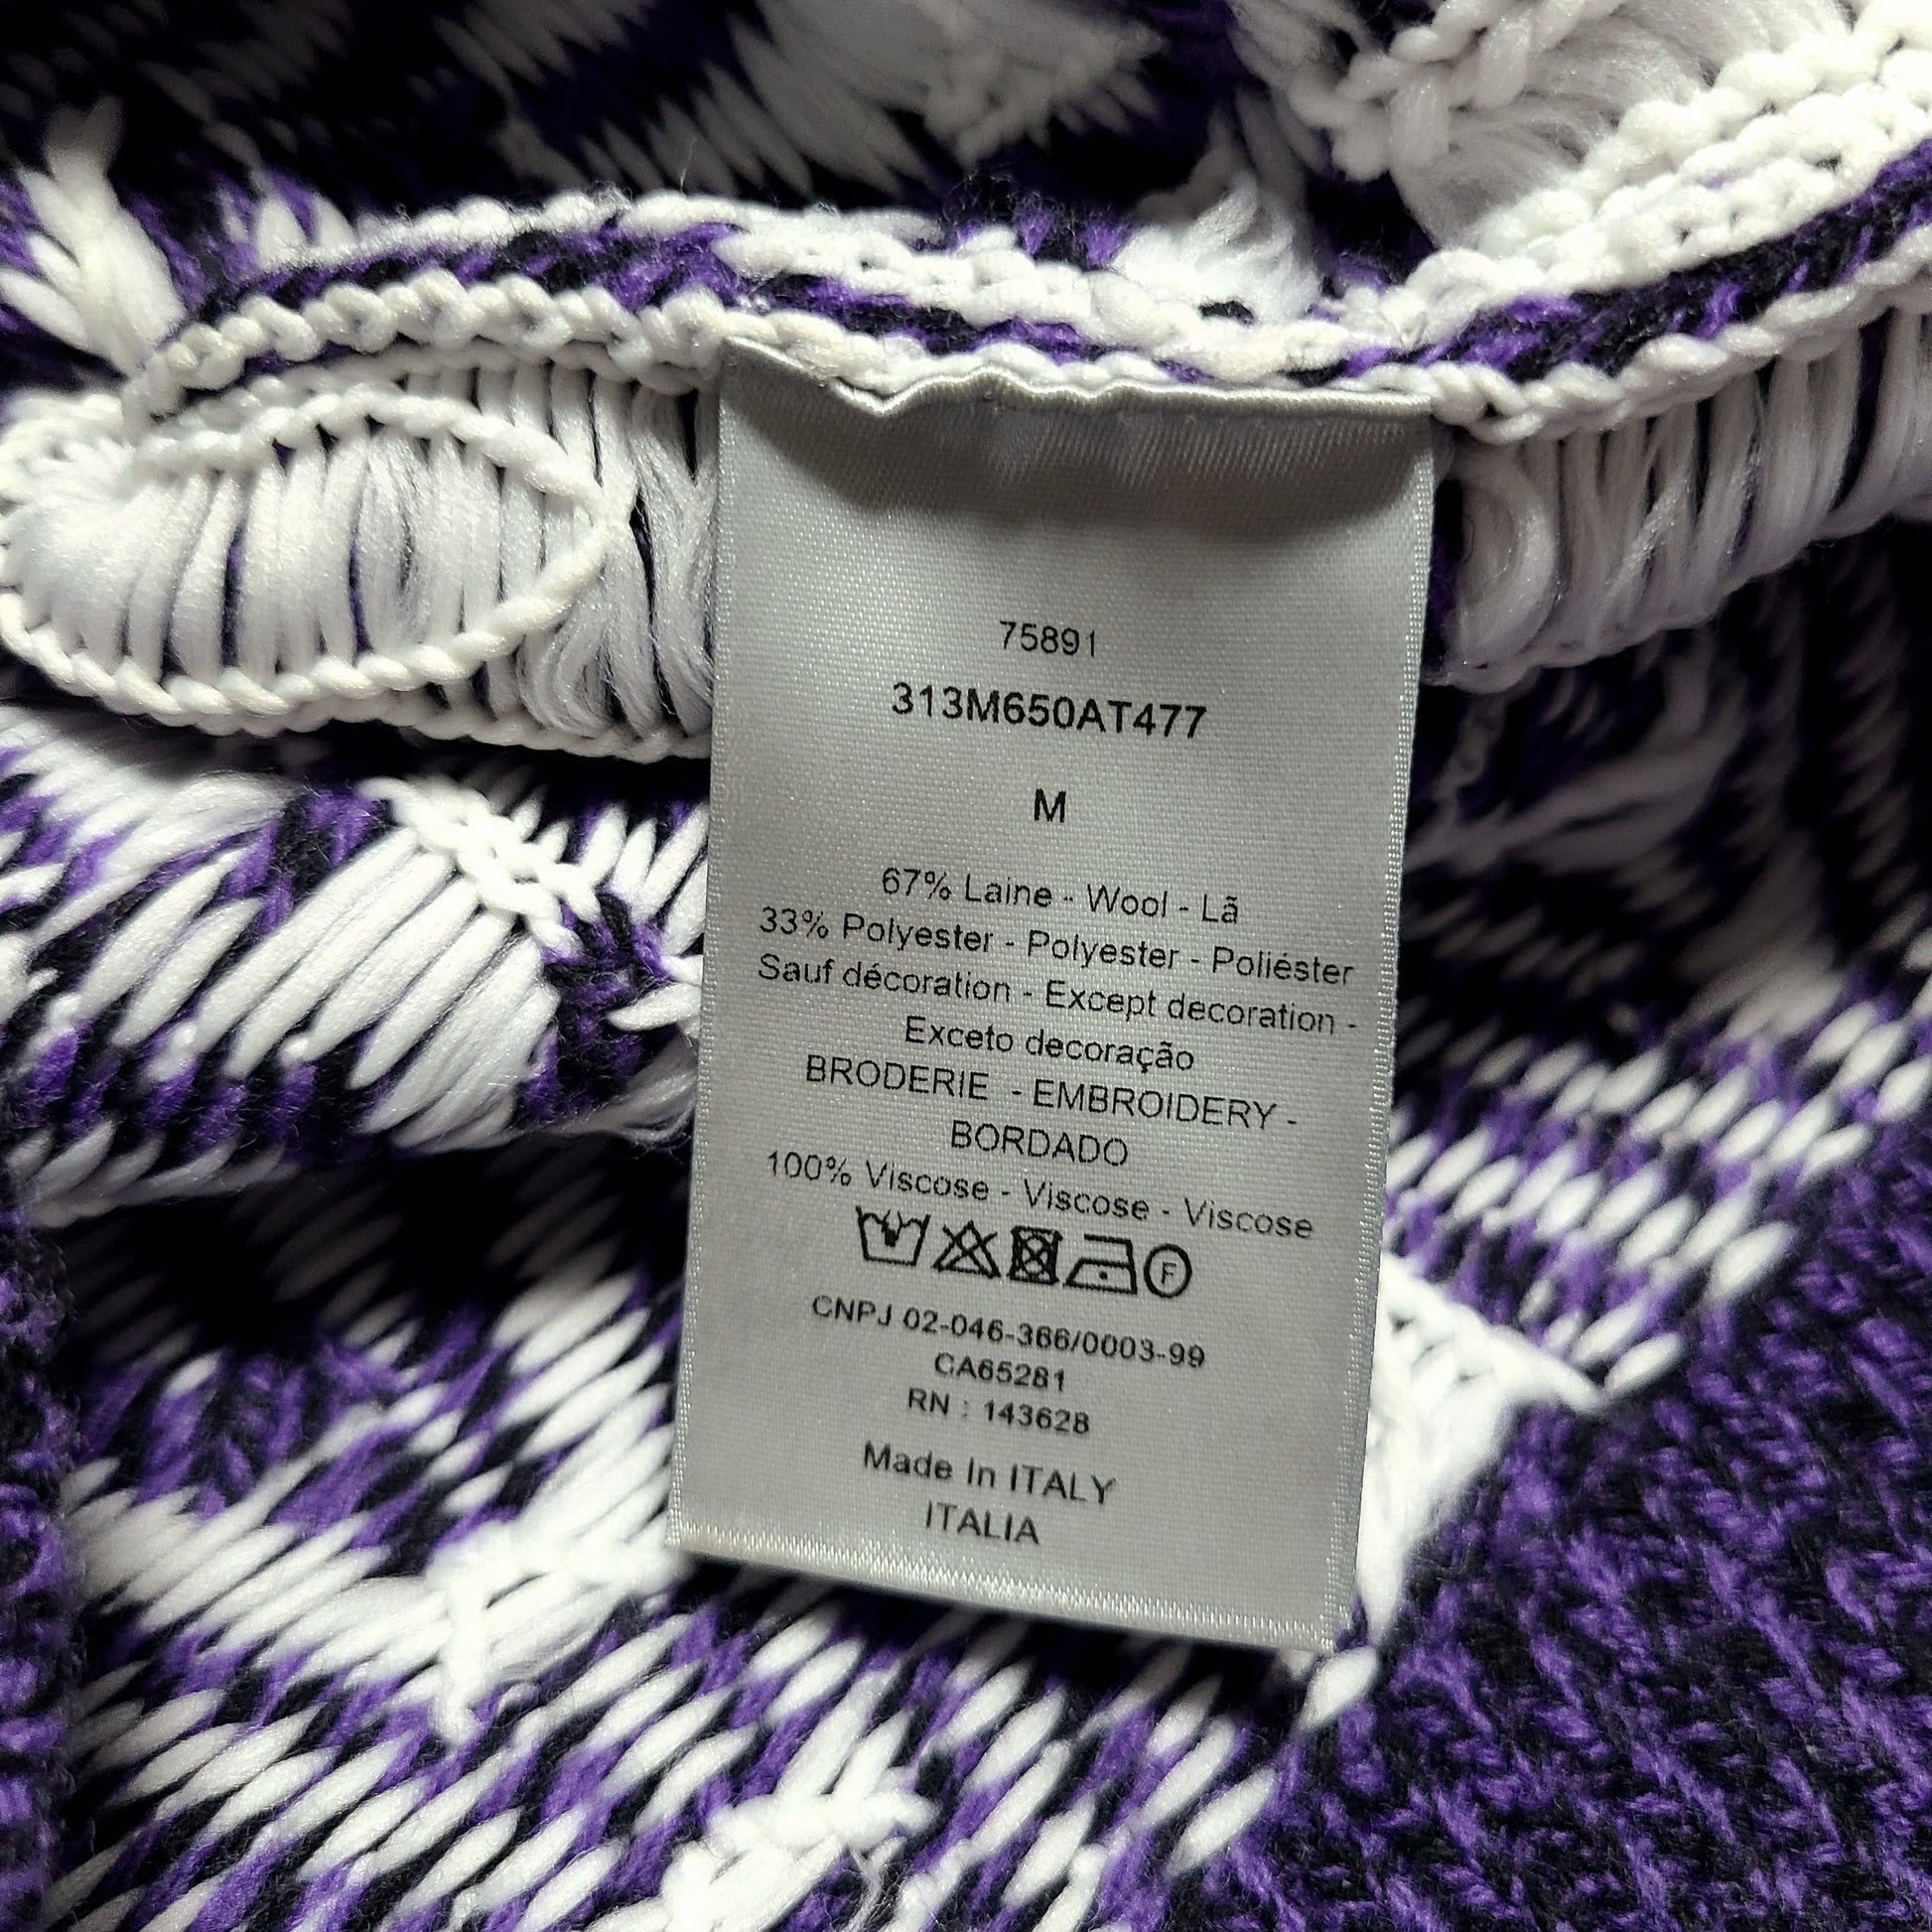 75891
313M650AT477
M
67% Laine - Wool - Lã
33% Polyester - Polyester - Poliéster
Sauf décoration - Except decoration -
Exceto decoração
BRODERIE - EMBROIDERY -
BORDADO
100% Viscose - Viscose - Viscose
F
CNPJ 02-046-366/0003-99
CA65281
RN : 143628
Made In ITALY
ITALIA